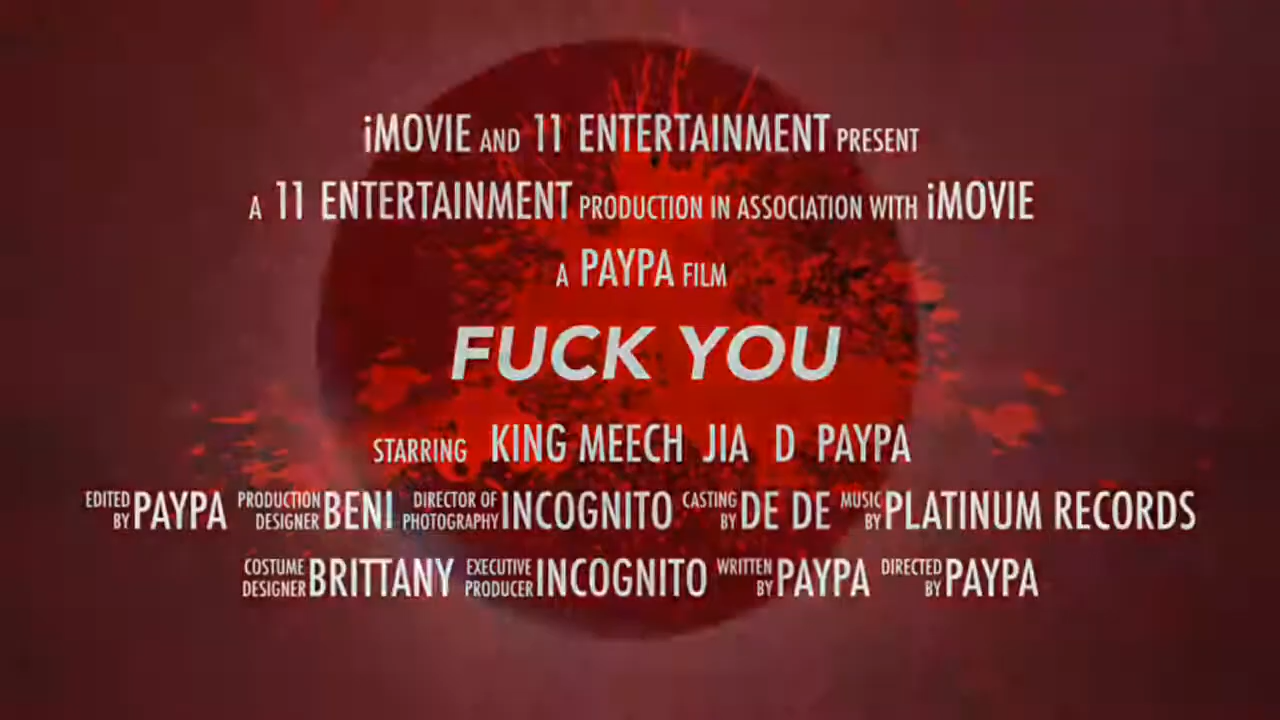 iMOVIE AND 11 ENTERTAINMENT PRESENT
A 11 ENTERTAINMENT PRODUCTION IN ASSOCIATION WITH iMOVIE
A PAYPA FILM
FUCK YOU
STARRING KING MEECH JIA D PAYPA
EDITED BY PAYPA PRODUCTION DESIGNER BENI DIRECTOR OF PHOTOGRAPHY INCOGNITO CASTING BY DE DE MUSIC BY PLATINUM RECORDS
COSTUME DESIGNER BRITTANY EXECUTIVE PRODUCER INCOGNITO WRITTEN BY PAYPA DIRECTED BY PAYPA